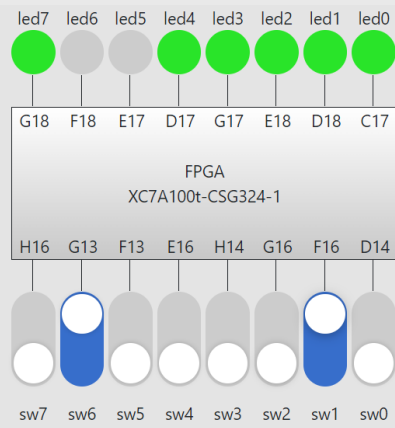 led7 led6 led5 led4 led3 led2 led1 led0
G18 F18 E17 D17 G17 E18 D18 C17
FPGA
XC7A100t-CSG324-1
H16 G13 F13 E16 H14 G16 F16 D14
sw7 sw6 sw5 sw4 sw3 sw2 sw1 sw0